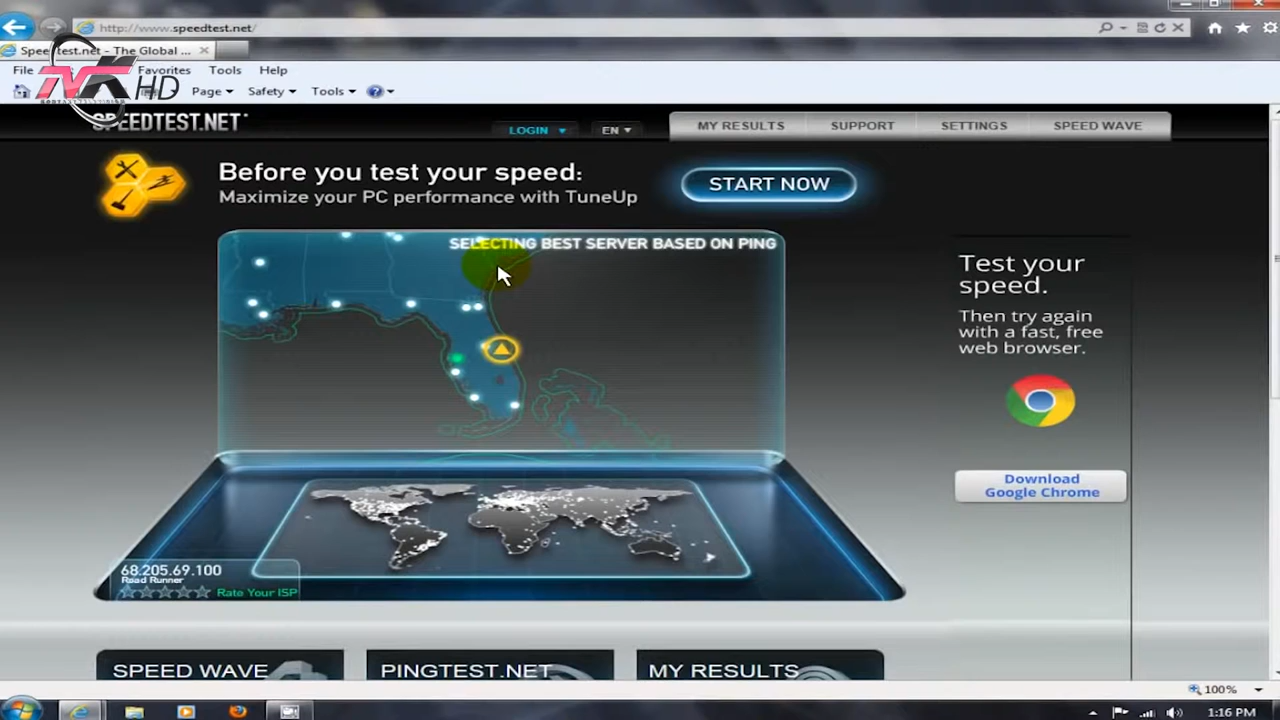 http://www.speedtest.net/
Speedtest.net - The Global ...
File
Favorites
Tools
Help
NK HD
Page
Safety
Tools
SPEEDTEST.NET
LOGIN
EN
MY RESULTS
SUPPORT
SETTINGS
SPEED WAVE
Before you test your speed:
Maximize your PC performance with TuneUp
START NOW
SELECTING BEST SERVER BASED ON PING
Test your
speed.
Then try again
with a fast, free
web browser.
Download
Google Chrome
68.205.69.100
Road Runner
Rate Your ISP
SPEED WAVE
PINGTEST.NET
MY RESULTS
100%
1:16 PM